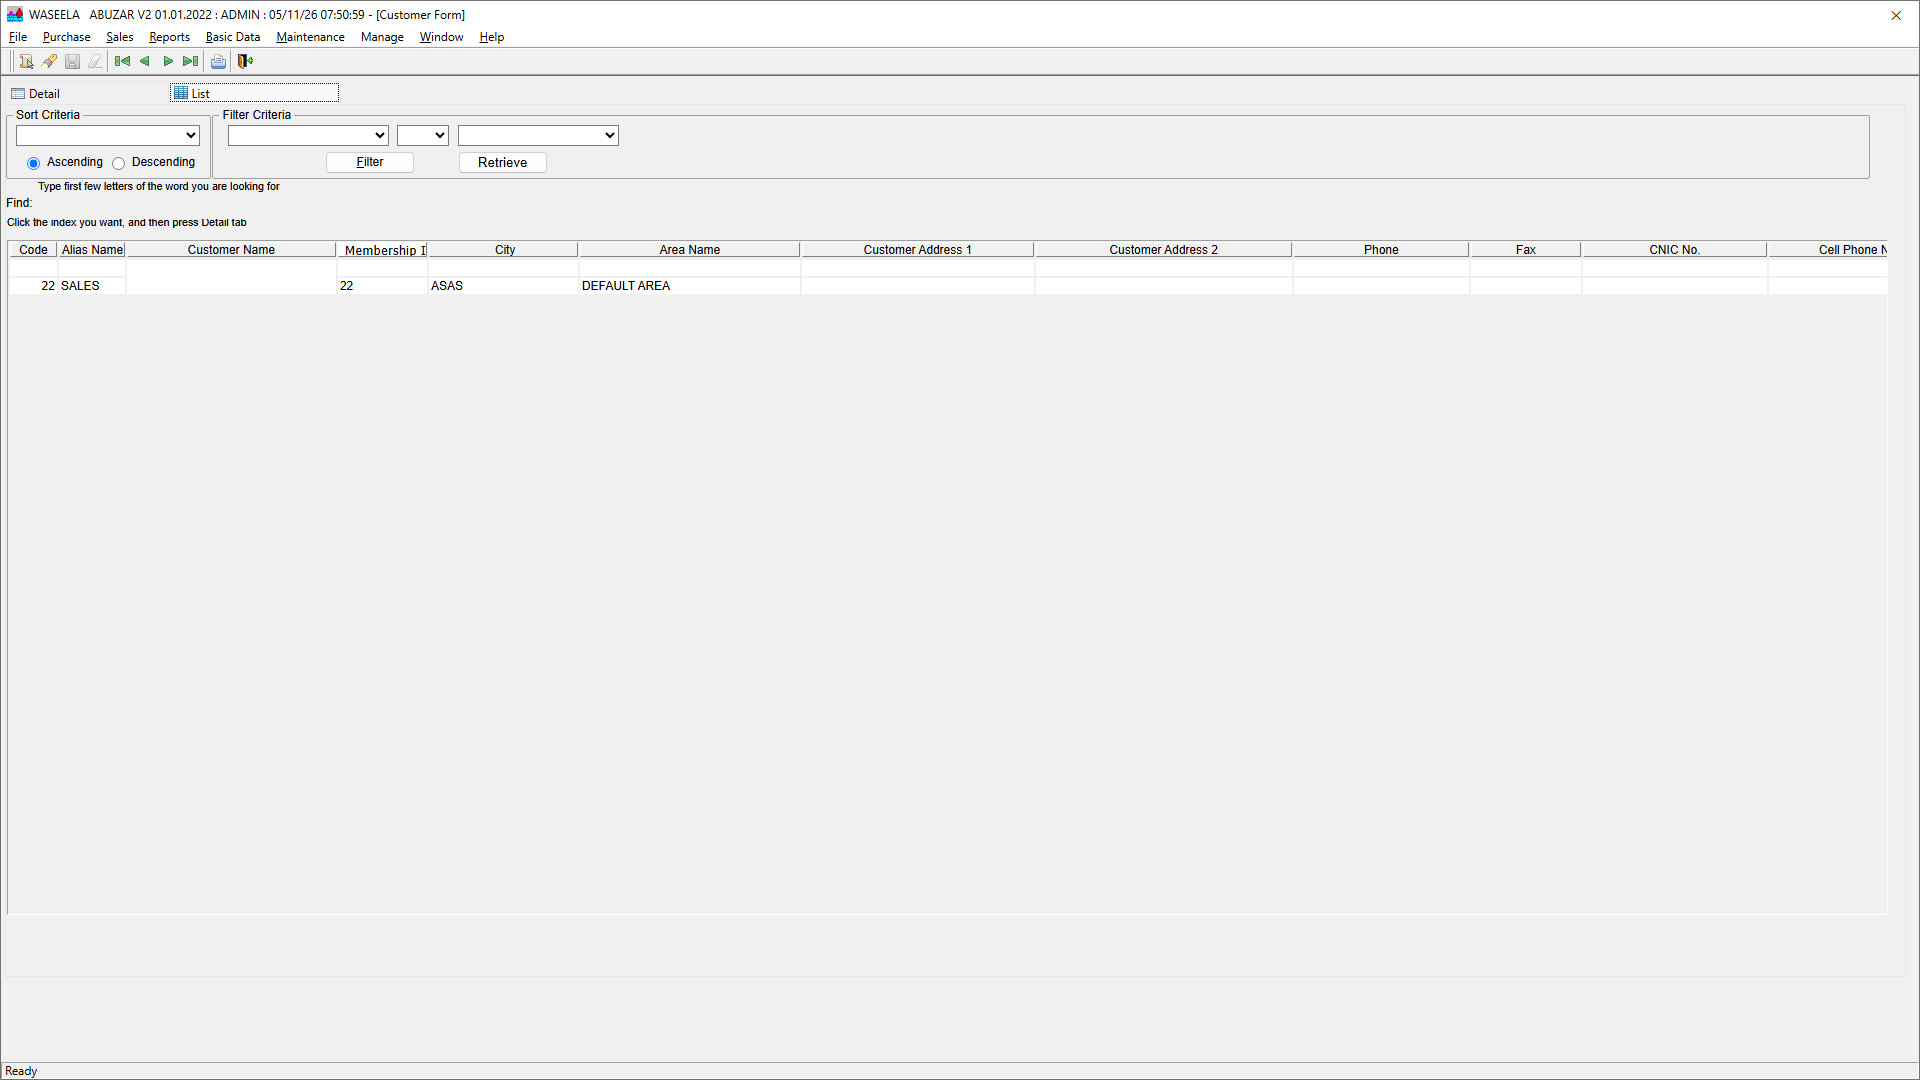 WASEELA   ABUZAR V2 01.01.2022 : ADMIN : 05/11/26 07:50:59 - [Customer Form]
File Purchase Sales Reports Basic Data Maintenance Manage Window Help
Detail List
Sort Criteria Filter Criteria
Ascending Descending Filter Retrieve
Type first few letters of the word you are looking for
Find:
Click the index you want, and then press Detail tab
Code Alias Name Customer Name Membership I City Area Name Customer Address 1 Customer Address 2 Phone Fax CNIC No. Cell Phone N
22 SALES 22 ASAS DEFAULT AREA
Ready